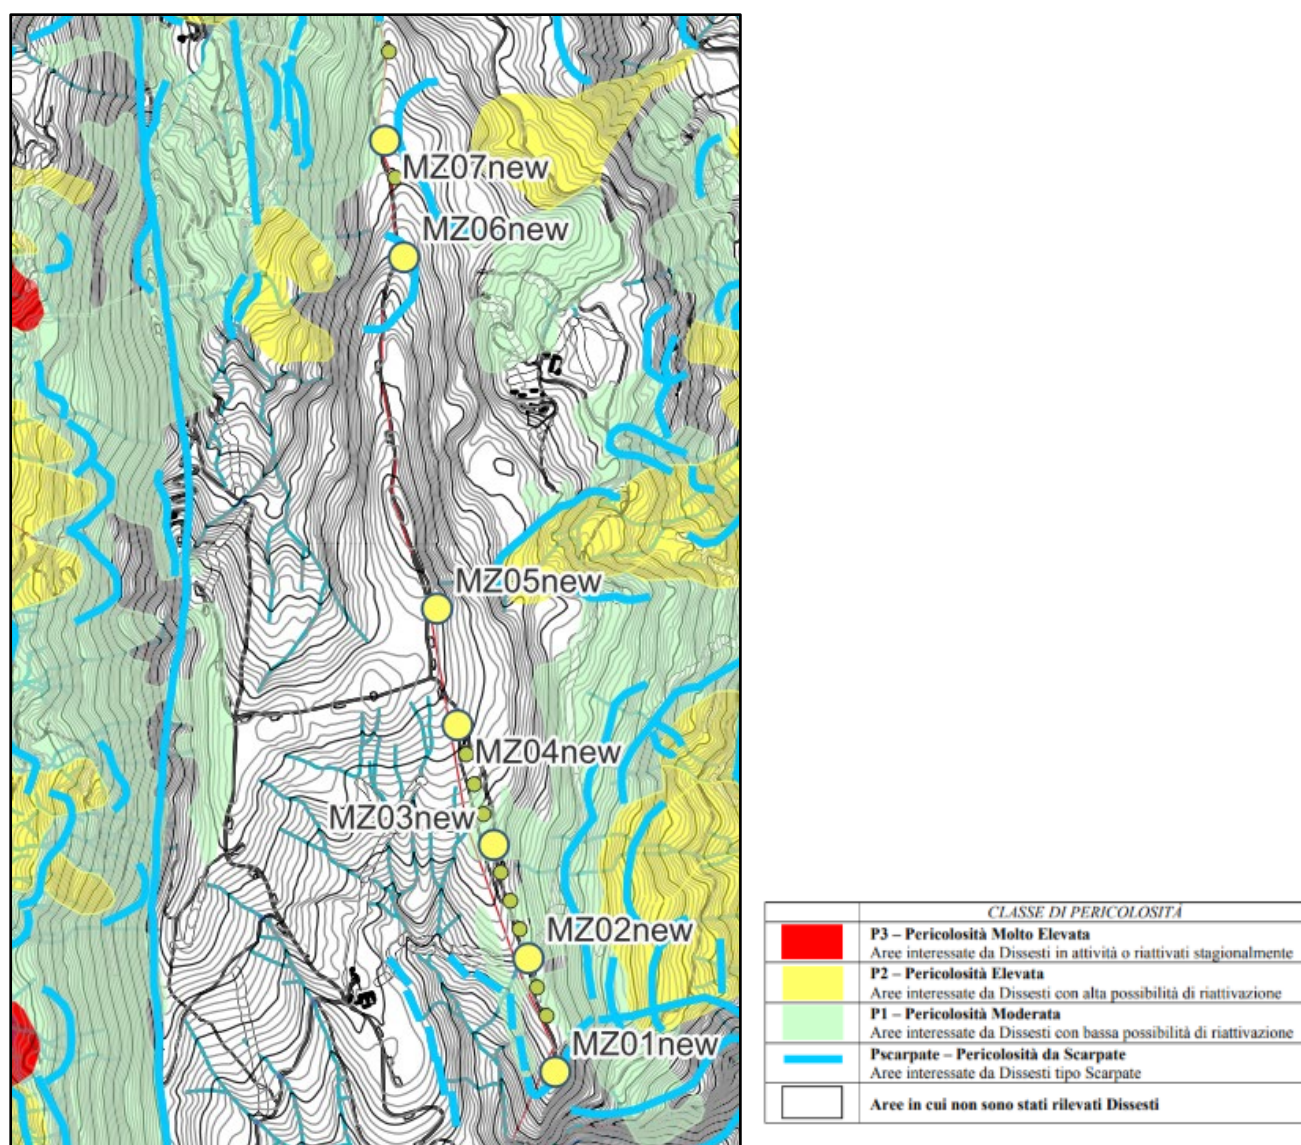 MZ07new
MZ06new
MZ05new
MZ04new
MZ03new
MZ02new
MZ01new
CLASSE DI PERICOLOSITÁ
P3 – Pericolosità Molto Elevata
Aree interessate da Dissesti in attività o riattivati stagionalmente
P2 – Pericolosità Elevata
Aree interessate da Dissesti con alta possibilità di riattivazione
P1 – Pericolosità Moderata
Aree interessate da Dissesti con bassa possibilità di riattivazione
Pscarpate – Pericolosità da Scarpate
Aree interessate da Dissesti tipo Scarpate
Aree in cui non sono stati rilevati Dissesti